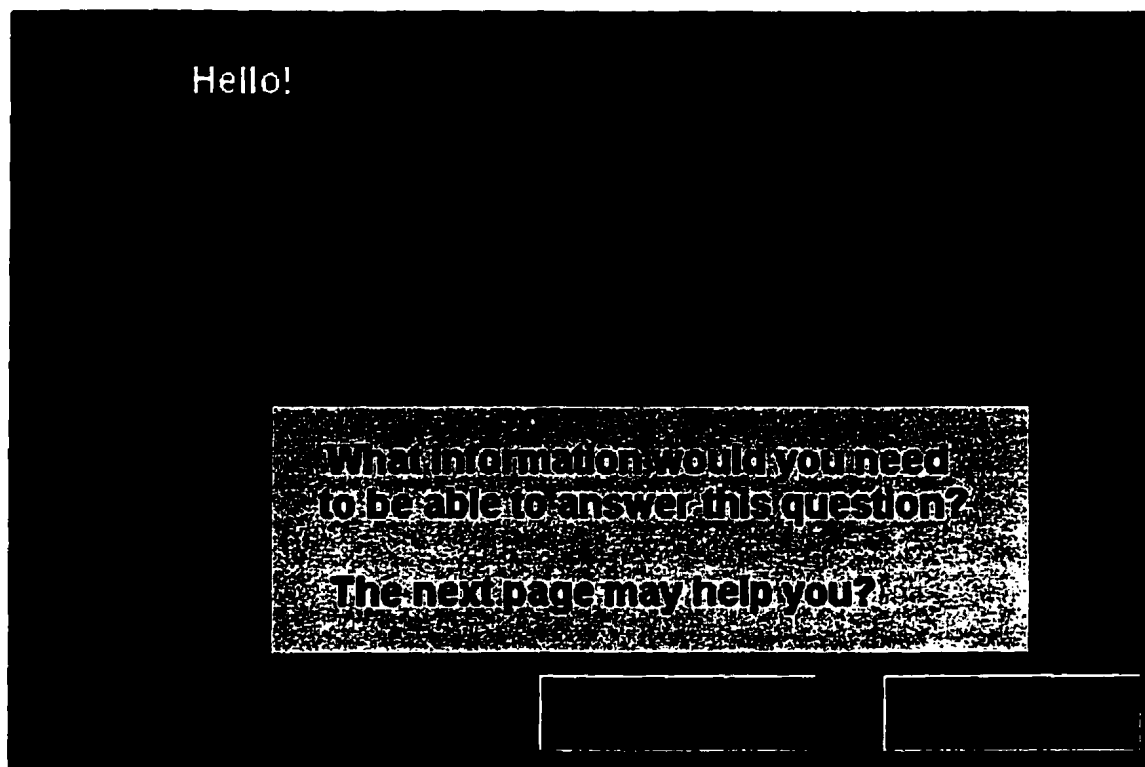 Hello!
What information would you need
to be able to answer this question?
The next page may help you?